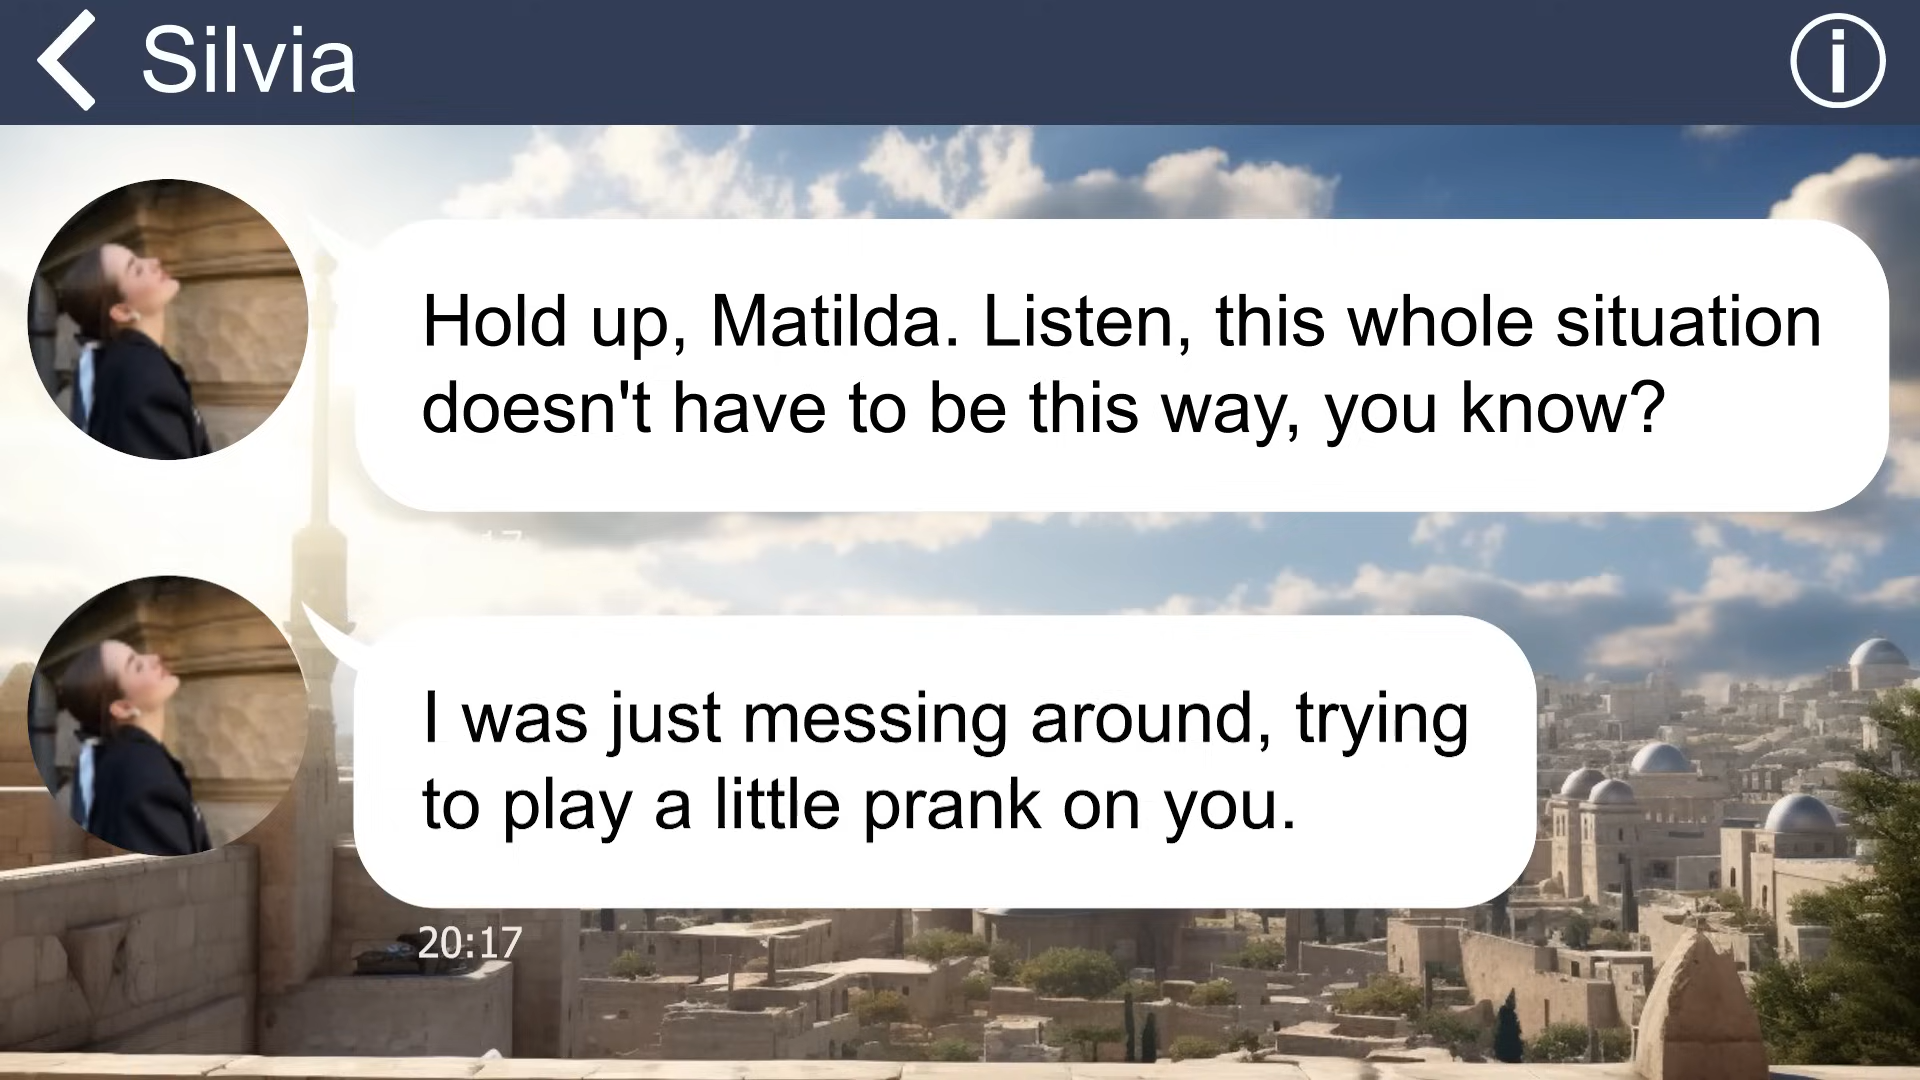 Silvia
Hold up, Matilda. Listen, this whole situation
doesn't have to be this way, you know?
I was just messing around, trying
to play a little prank on you.
20:17